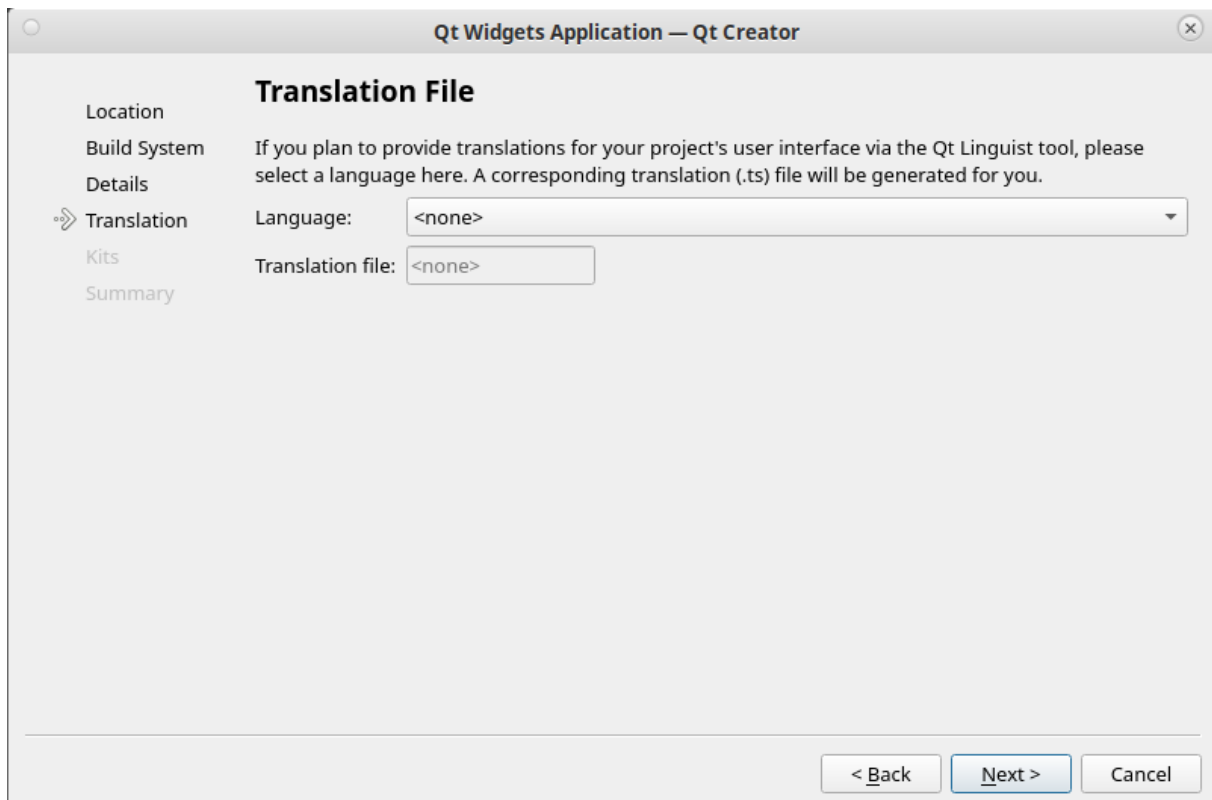 Qt Widgets Application — Qt Creator
Location
Build System
Details
Translation
Kits
Summary
Translation File
If you plan to provide translations for your project's user interface via the Qt Linguist tool, please
select a language here. A corresponding translation (.ts) file will be generated for you.
Language: <none>
Translation file: <none>
< Back Next > Cancel